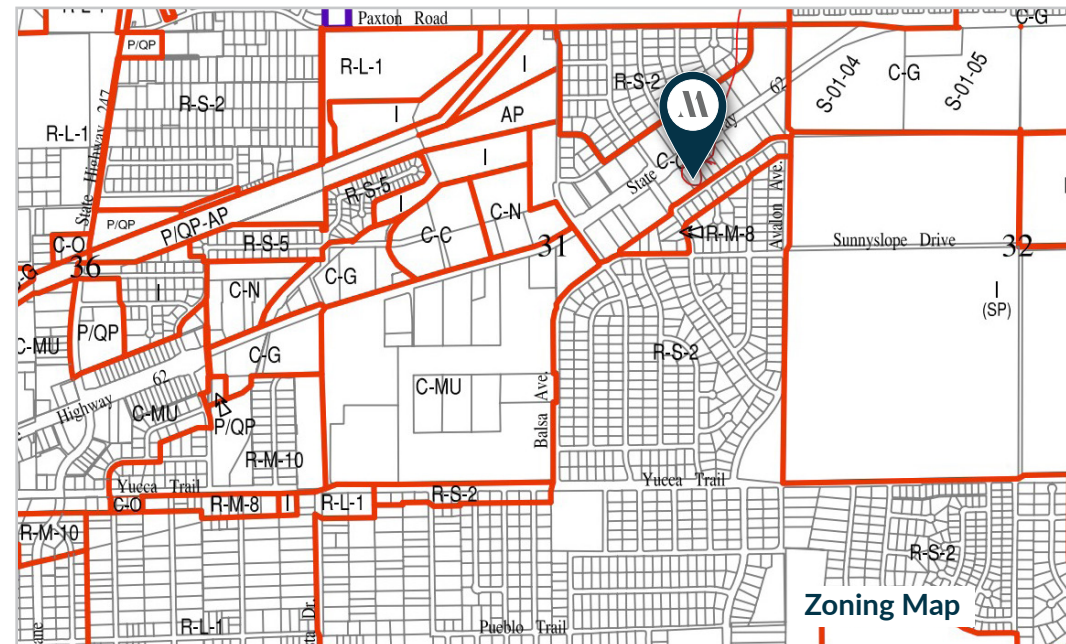 Paxton Road
C-G
P/QP
R-L-1
I
R-S-2
C-G
62
S-01-04
S-01-05
R-S-2
State Highway 247
AP
R-L-1
I
R-S-5
State
I
Avalon Ave.
C-N
P/QP
P/QP-AP
C-C
R-M-8
C-O
R-S-5
31
Sunnyslope Drive
32
36
C-G
C-N
I
I
(SP)
P/QP
C-MU
C-G
R-S-2
62
C-MU
Highway
C-MU
Balsa Ave.
P/QP
R-M-10
Yucca Trail
Yucca Trail
R-S-2
C-O
R-M-8
I
R-L-1
R-M-10
R-S-2
Zoning Map
R-L-1
Pueblo Trail